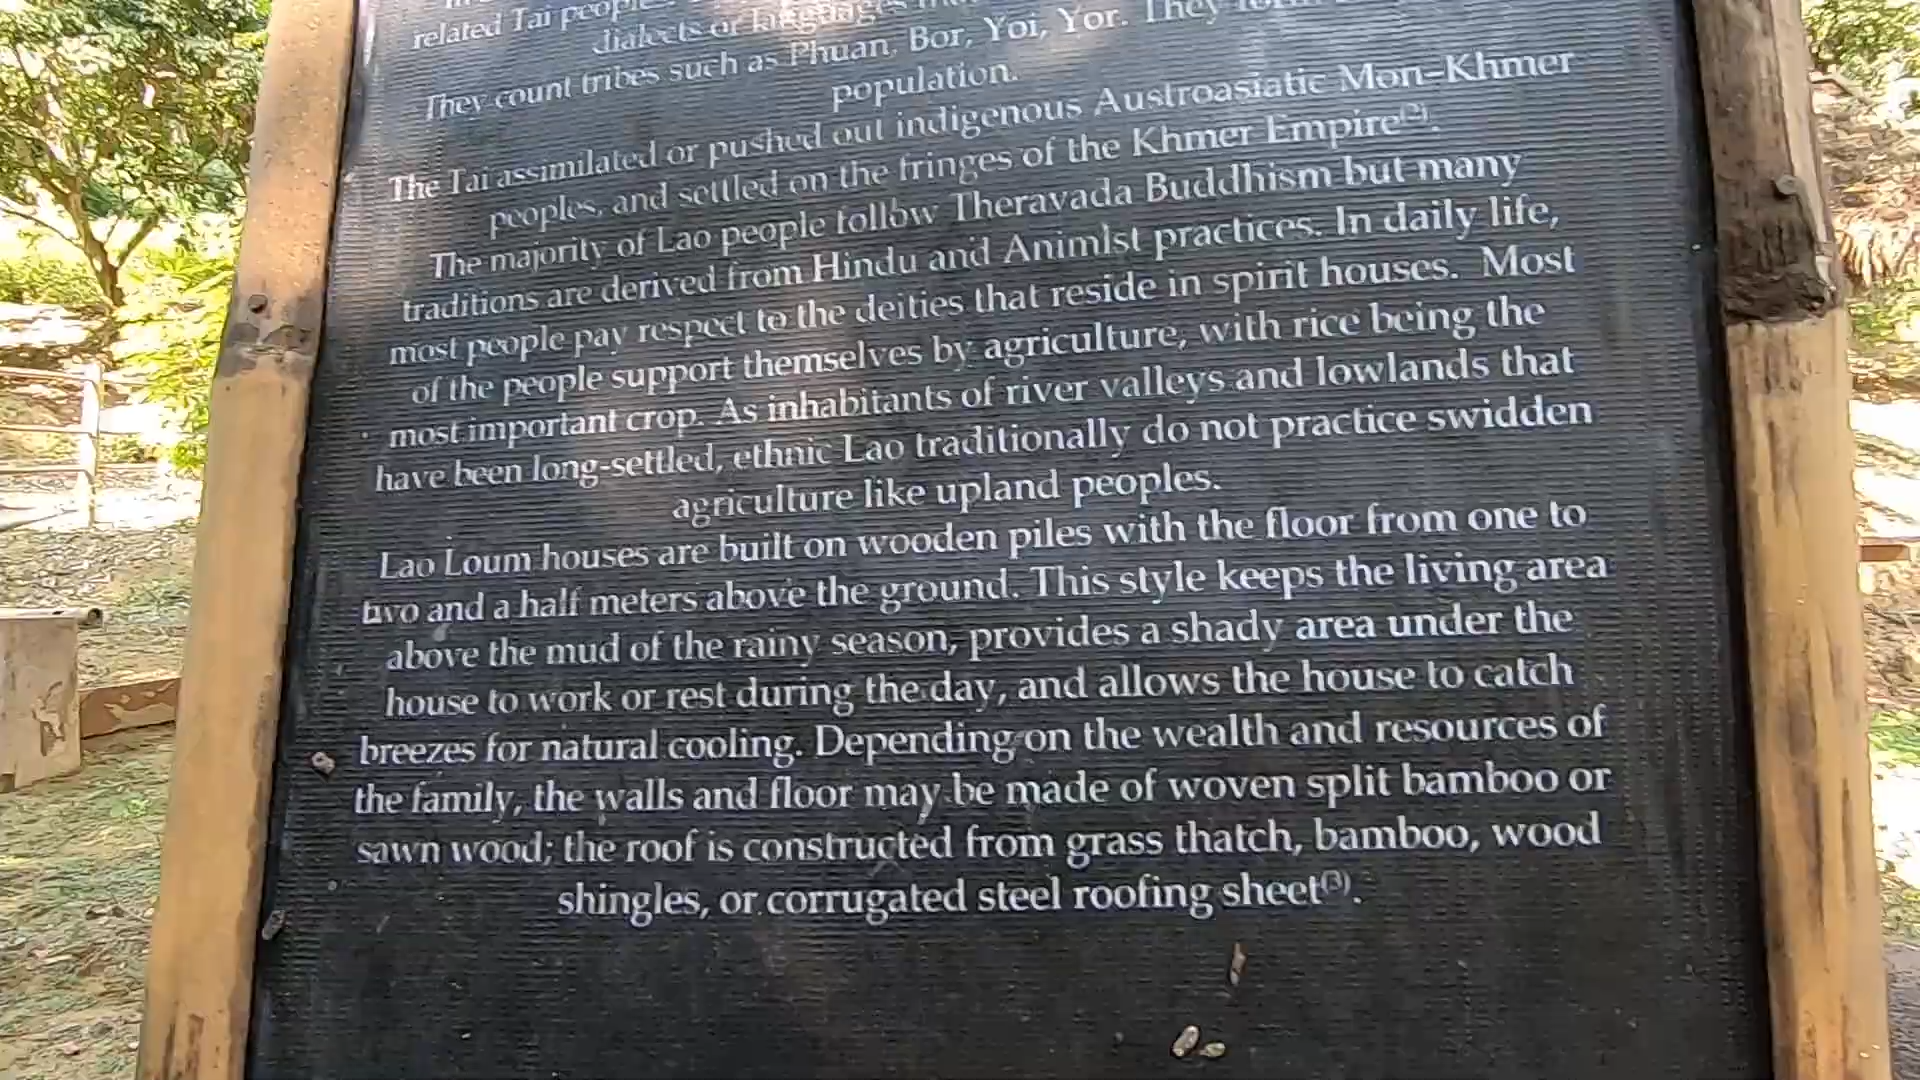 related Tai people
dialects or languages
They count tribes such as Phuan, Bor, Yoi, Yor. They form
population.
The Tai assimilated or pushed out indigenous Austroasiatic Mon-Khmer
peoples, and settled on the fringes of the Khmer Empire(2).
The majority of Lao people follow Theravada Buddhism but many
traditions are derived from Hindu and Animlst practices. In daily life,
most people pay respect to the deities that reside in spirit houses. Most
of the people support themselves by agriculture, with rice being the
most important crop. As inhabitants of river valleys and lowlands that
have been long-settled, ethnic Lao traditionally do not practice swidden
agriculture like upland peoples.
Lao Loum houses are built on wooden piles with the floor from one to
two and a half meters above the ground. This style keeps the living area
above the mud of the rainy season, provides a shady area under the
house to work or rest during the day, and allows the house to catch
breezes for natural cooling. Depending on the wealth and resources of
the family, the walls and floor may be made of woven split bamboo or
sawn wood; the roof is constructed from grass thatch, bamboo, wood
shingles, or corrugated steel roofing sheet(3).